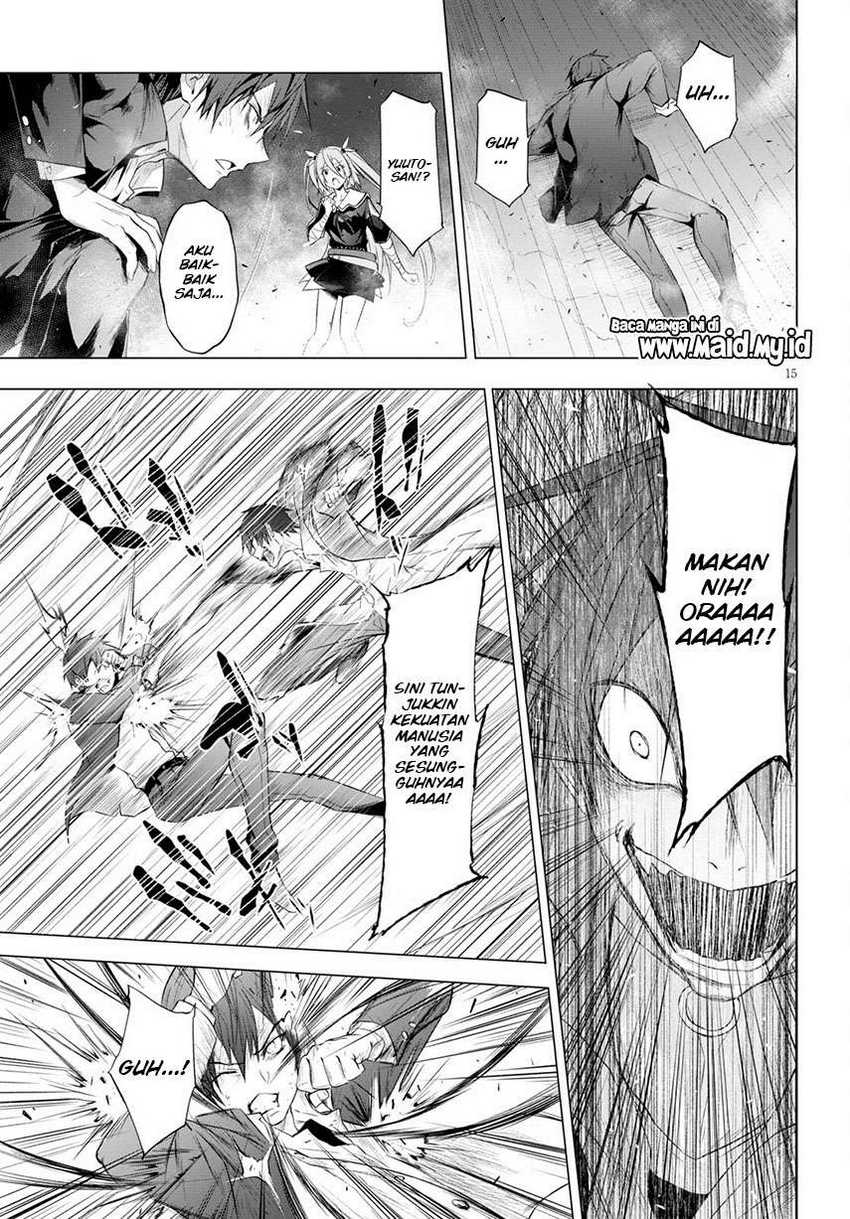 UH...
GUH
...
YUUTO-
SAN!?
AKU
BAIK-
BAIK
SAJA...
Baca Manga ini di
www.Maid.My.id
15
MAKAN
NIH!
ORAAAA
AAAAA!!
SINI TUN-
JUKKIN
KEKUATAN
MANUSIA
YANG
SESUNG-
GUHNYAA
AAAA!
GUH...!